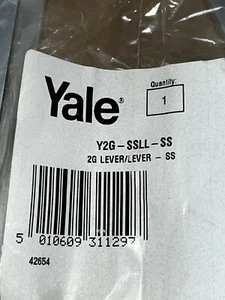 Quantity:
1
Yale®
Y2G-SSLL-SS
2G LEVER/LEVER - SS
5 010609 311297
42654